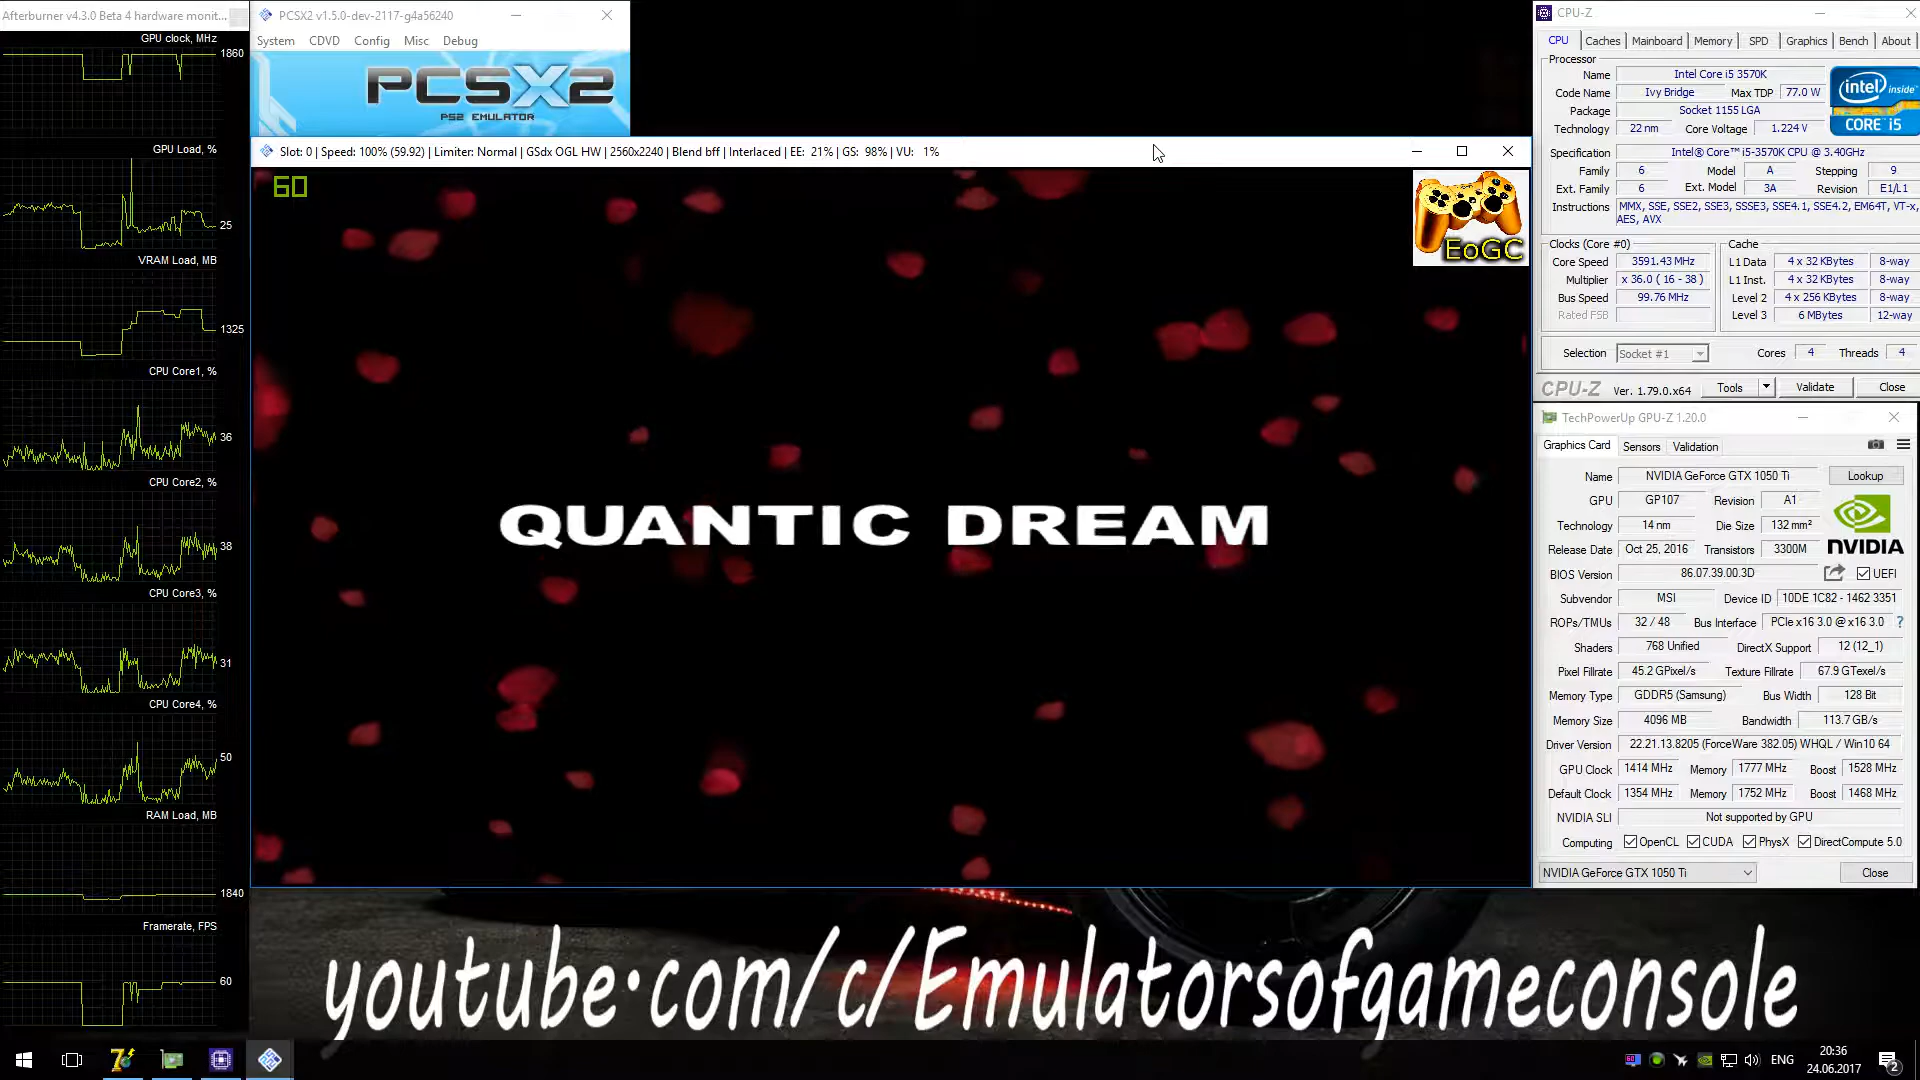 Afterburner v4.3.0 Beta 4 hardware monit...
GPU clock, MHz
1860
GPU Load, %
25
VRAM Load, MB
1325
CPU Core1, %
36
CPU Core2, %
38
CPU Core3, %
31
CPU Core4, %
50
RAM Load, MB
1840
Framerate, FPS
60
PCSX2 v1.5.0-dev-2117-g4a56240
System CDVD Config Misc Debug
PCSX2
PS2 EMULATOR
Slot: 0 | Speed: 100% (59.92) | Limiter: Normal | GSdx OGL HW | 2560x2240 | Blend bff | Interlaced | EE: 21% | GS: 98% | VU: 1%
60
EoGC
QUANTIC DREAM
CPU-Z
CPU Caches Mainboard Memory SPD Graphics Bench About
Processor
Name Intel Core i5 3570K
Code Name Ivy Bridge Max TDP 77.0 W
Package Socket 1155 LGA
Technology 22 nm Core Voltage 1.224 V
intel inside
CORE i5
Specification Intel® Core™ i5-3570K CPU @ 3.40GHz
Family 6 Model A Stepping 9
Ext. Family 6 Ext. Model 3A Revision E1/L1
Instructions MMX, SSE, SSE2, SSE3, SSSE3, SSE4.1, SSE4.2, EM64T, VT-x,
AES, AVX
Clocks (Core #0) Cache
Core Speed 3591.43 MHz L1 Data 4 x 32 KBytes 8-way
Multiplier x 36.0 ( 16 - 38 ) L1 Inst. 4 x 32 KBytes 8-way
Bus Speed 99.76 MHz Level 2 4 x 256 KBytes 8-way
Rated FSB Level 3 6 MBytes 12-way
Selection Socket #1 Cores 4 Threads 4
CPU-Z Ver. 1.79.0.x64 Tools Validate Close
TechPowerUp GPU-Z 1.20.0
Graphics Card Sensors Validation
Name NVIDIA GeForce GTX 1050 Ti Lookup
GPU GP107 Revision A1
Technology 14 nm Die Size 132 mm²
Release Date Oct 25, 2016 Transistors 3300M
NVIDIA
BIOS Version 86.07.39.00.3D UEFI
Subvendor MSI Device ID 10DE 1C82 - 1462 3351
ROPs/TMUs 32 / 48 Bus Interface PCIe x16 3.0 @ x16 3.0 ?
Shaders 768 Unified DirectX Support 12 (12_1)
Pixel Fillrate 45.2 GPixel/s Texture Fillrate 67.9 GTexel/s
Memory Type GDDR5 (Samsung) Bus Width 128 Bit
Memory Size 4096 MB Bandwidth 113.7 GB/s
Driver Version 22.21.13.8205 (ForceWare 382.05) WHQL / Win10 64
GPU Clock 1414 MHz Memory 1777 MHz Boost 1528 MHz
Default Clock 1354 MHz Memory 1752 MHz Boost 1468 MHz
NVIDIA SLI Not supported by GPU
Computing OpenCL CUDA PhysX DirectCompute 5.0
NVIDIA GeForce GTX 1050 Ti Close
youtube.com/c/Emulatorsofgameconsole
ENG
20:36
24.06.2017
2